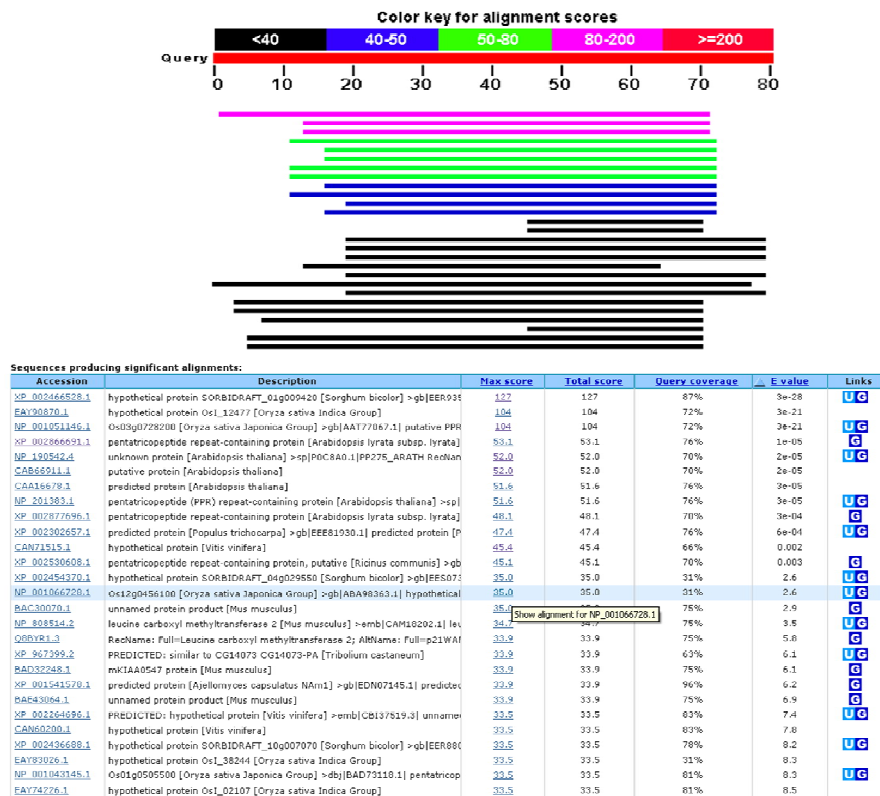 Color key for alignment scores
<40 40-50 50-80 80-200 >=200
Query
0 10 20 30 40 50 60 70 80
Sequences producing significant alignments:
Accession Description Max score Total score Query coverage E value Links
XP_002466528.1 hypothetical protein SORBIDRAFT_01g009420 [Sorghum bicolor] >gb|EER935 127 127 87% 3e-28 U G
EAY90870.1 hypothetical protein OsI_12477 [Oryza sativa Indica Group] 104 104 72% 3e-21
NP_001051146.1 Os03g0728200 [Oryza sativa Japonica Group] >gb|AAT77067.1| putative PPR 104 104 72% 3e-21 U G
XP_002866691.1 pentatricopeptide repeat-containing protein [Arabidopsis lyrata subsp. lyrata] 53.1 53.1 76% 1e-05 G
NP_190542.4 unknown protein [Arabidopsis thaliana] >sp|P0C8A0.1|PP275_ARATH RecNam 52.0 52.0 70% 2e-05 U G
CAB66911.1 putative protein [Arabidopsis thaliana] 52.0 52.0 70% 2e-05
CAA16678.1 predicted protein [Arabidopsis thaliana] 51.6 51.6 76% 3e-05
NP_201383.1 pentatricopeptide (PPR) repeat-containing protein [Arabidopsis thaliana] >sp| 51.6 51.6 76% 3e-05 U G
XP_002877696.1 pentatricopeptide repeat-containing protein [Arabidopsis lyrata subsp. lyrata] 48.1 48.1 70% 3e-04 G
XP_002302657.1 predicted protein [Populus trichocarpa] >gb|EEE81930.1| predicted protein [P 47.4 47.4 76% 6e-04 U G
CAN71515.1 hypothetical protein [Vitis vinifera] 45.4 45.4 66% 0.002
XP_002530608.1 pentatricopeptide repeat-containing protein, putative [Ricinus communis] >gb 45.1 45.1 70% 0.003 G
XP_002454370.1 hypothetical protein SORBIDRAFT_04g029550 [Sorghum bicolor] >gb|EES073 35.0 35.0 31% 2.6 U G
NP_001066728.1 Os12g0456100 [Oryza sativa Japonica Group] >gb|ABA98363.1| hypothetical 35.0 35.0 31% 2.6 U G
BAC30070.1 unnamed protein product [Mus musculus] 35.0 75% 2.9 G
Show alignment for NP_001066728.1
NP_808514.2 leucine carboxyl methyltransferase 2 [Mus musculus] >emb|CAM18202.1| leu 34.7 34.7 75% 3.5 U G
Q8BYR1.3 RecName: Full=Leucine carboxyl methyltransferase 2; AltName: Full=p21WAF 33.9 33.9 75% 5.8 G
XP_967399.2 PREDICTED: similar to CG14073 CG14073-PA [Tribolium castaneum] 33.9 33.9 63% 6.1 U G
BAD32248.1 mKIAA0547 protein [Mus musculus] 33.9 33.9 75% 6.1 G
XP_001541570.1 predicted protein [Ajellomyces capsulatus NAm1] >gb|EDN07145.1| predicted 33.9 33.9 96% 6.2 G
BAE43064.1 unnamed protein product [Mus musculus] 33.9 33.9 75% 6.9 G
XP_002264696.1 PREDICTED: hypothetical protein [Vitis vinifera] >emb|CBI37519.3| unname 33.5 33.5 83% 7.4 U G
CAN60200.1 hypothetical protein [Vitis vinifera] 33.5 33.5 83% 7.8
XP_002436688.1 hypothetical protein SORBIDRAFT_10g007070 [Sorghum bicolor] >gb|EER880 33.5 33.5 78% 8.2 U G
EAY83026.1 hypothetical protein OsI_38244 [Oryza sativa Indica Group] 33.5 33.5 31% 8.3
NP_001043145.1 Os01g0505500 [Oryza sativa Japonica Group] >dbj|BAD73118.1| pentatricop 33.5 33.5 81% 8.3 U G
EAY74226.1 hypothetical protein OsI_02107 [Oryza sativa Indica Group] 33.5 33.5 81% 8.5